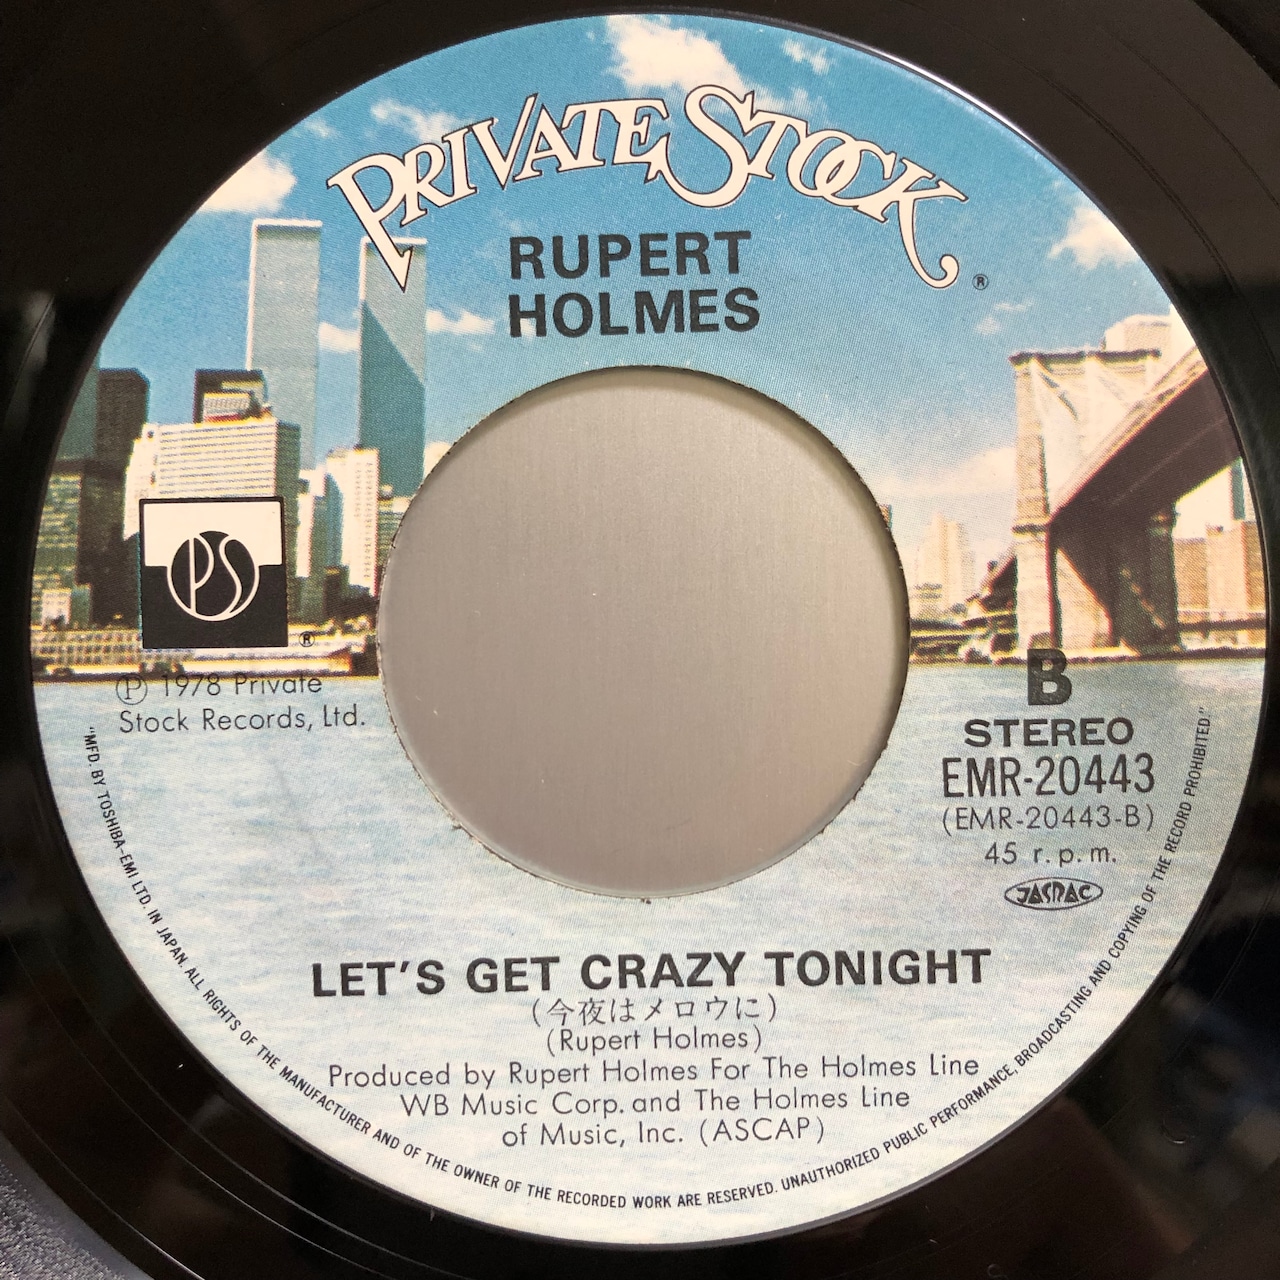 PRIVATE STOCK ®
RUPERT
HOLMES
PS ®
Ⓟ 1978 Private
Stock Records, Ltd.
B
STEREO
EMR-20443
(EMR-20443-B)
45 r.p.m.
JASRAC
LET'S GET CRAZY TONIGHT
(今夜はメロウに)
(Rupert Holmes)
Produced by Rupert Holmes For The Holmes Line
WB Music Corp. and The Holmes Line
of Music, Inc. (ASCAP)
"MFD. BY TOSHIBA-EMI LTD. IN JAPAN. ALL RIGHTS OF THE MANUFACTURER AND OF THE OWNER OF THE RECORDED WORK ARE RESERVED. UNAUTHORIZED PUBLIC PERFORMANCE, BROADCASTING AND COPYING OF THE RECORD PROHIBITED."